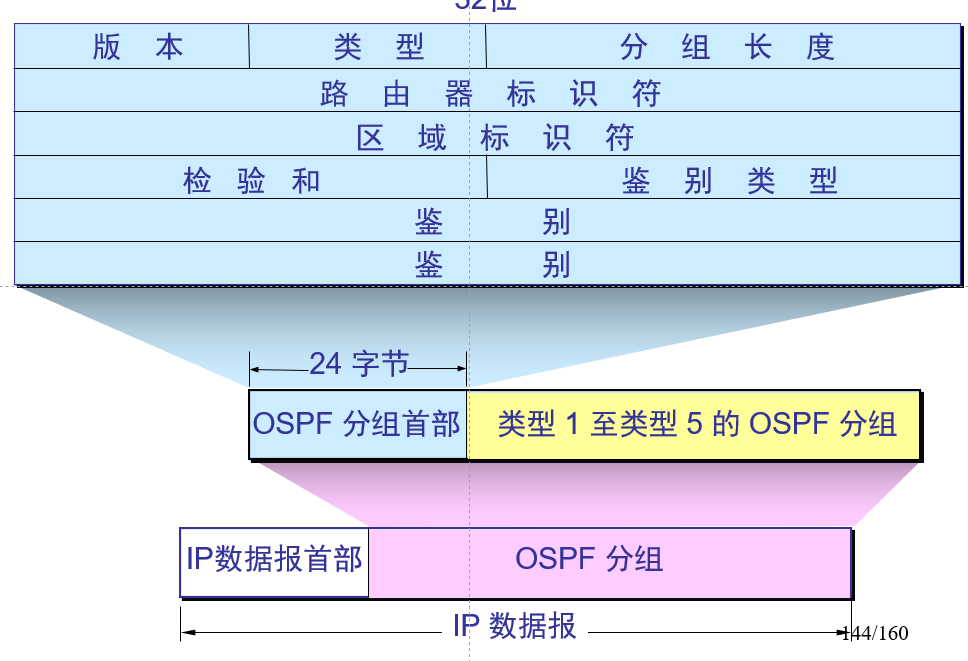 32位
版 本 类 型 分 组 长 度
路 由 器 标 识 符
区 域 标 识 符
检 验 和 鉴 别 类 型
鉴 别
鉴 别
24 字节
OSPF 分组首部 类型 1 至类型 5 的 OSPF 分组
IP数据报首部 OSPF 分组
IP 数据报
144/160